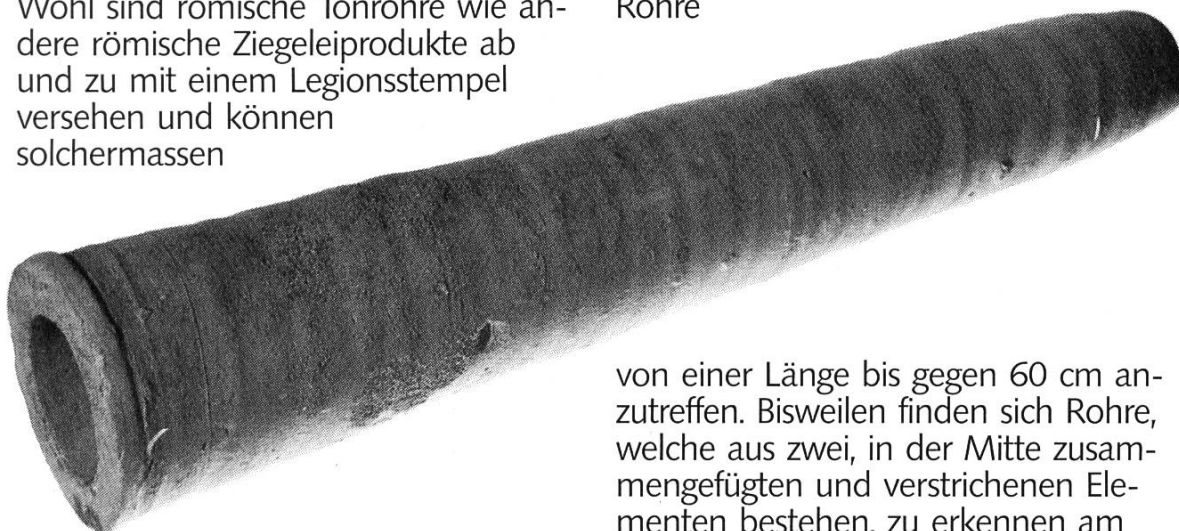 Wohl sind römische Tonrohre wie an-
dere römische Ziegeleiprodukte ab
und zu mit einem Legionsstempel
versehen und können
solchermassen
Rohre
von einer Länge bis gegen 60 cm an-
zutreffen. Bisweilen finden sich Rohre,
welche aus zwei, in der Mitte zusam-
mengefügten und verstrichenen Ele-
menten bestehen, zu erkennen am